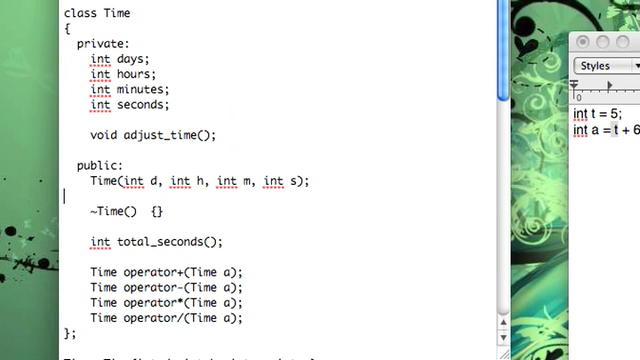 class Time
{
private:
int days;
int hours;
int minutes;
int seconds;
void adjust_time();
public:
Time(int d, int h, int m, int s);
~Time() {}
int total_seconds();
Time operator+(Time a);
Time operator-(Time a);
Time operator*(Time a);
Time operator/(Time a);
};
Styles
0
int t = 5;
int a = t + 6